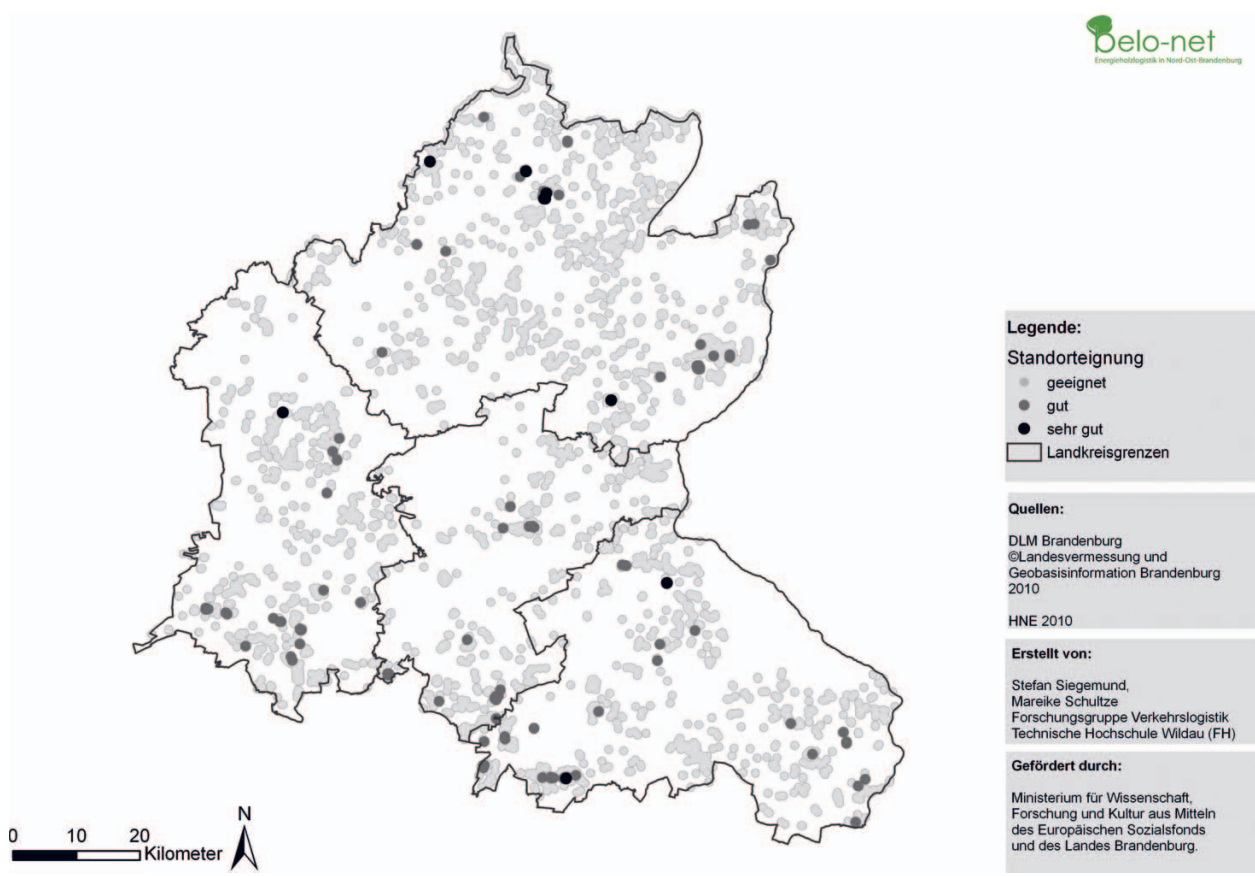 belo-net
Energieholzlogistik in Nord-Ost-Brandenburg
Legende:
Standorteignung
geeignet
gut
sehr gut
Landkreisgrenzen
Quellen:
DLM Brandenburg
©Landesvermessung und
Geobasisinformation Brandenburg
2010
HNE 2010
Erstellt von:
Stefan Siegemund,
Mareike Schultze
Forschungsgruppe Verkehrslogistik
Technische Hochschule Wildau (FH)
Gefördert durch:
Ministerium für Wissenschaft,
Forschung und Kultur aus Mitteln
des Europäischen Sozialsfonds
und des Landes Brandenburg.
N
0 10 20
Kilometer